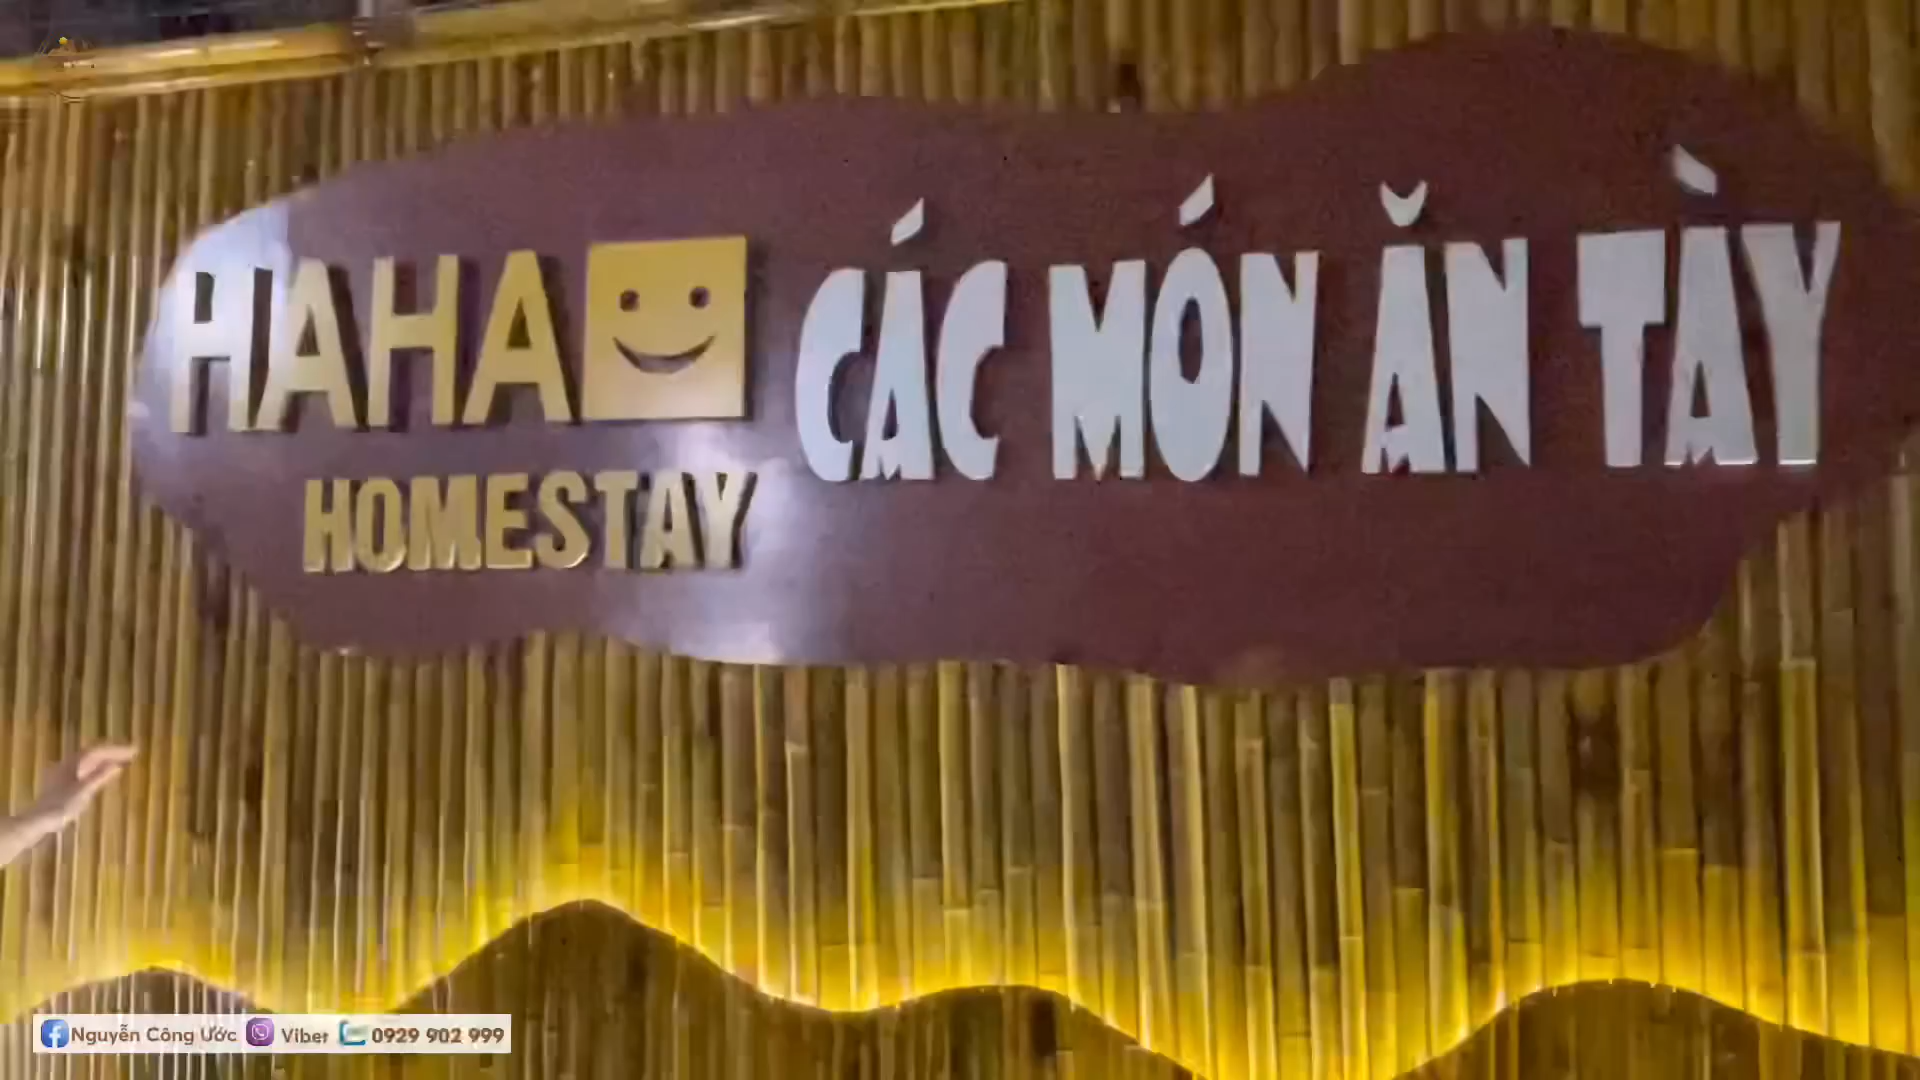 HAHA CÁC MÓN ĂN TÀY
HOMESTAY
Nguyễn Công Ước Viber 0929 902 999